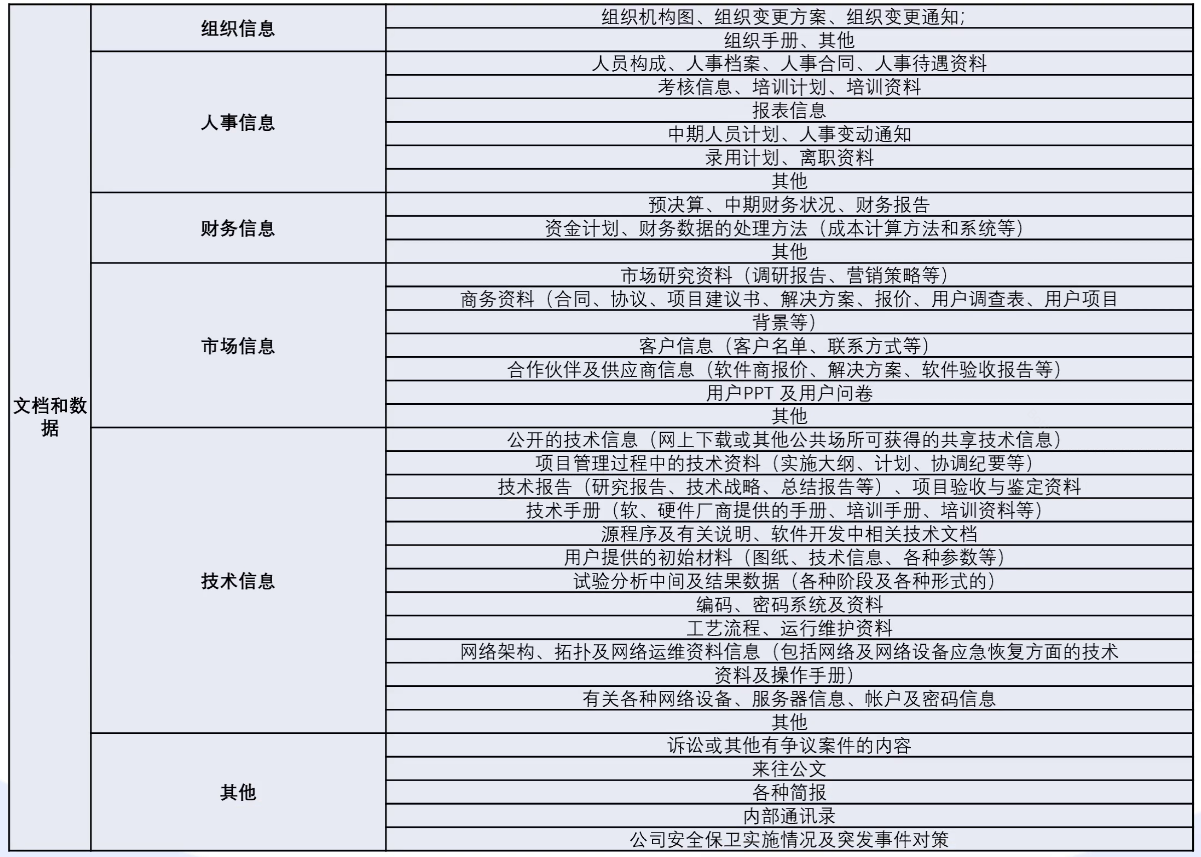 文档和数
据
组织信息
组织机构图、组织变更方案、组织变更通知;
组织手册、其他
人事信息
人员构成、人事档案、人事合同、人事待遇资料
考核信息、培训计划、培训资料
报表信息
中期人员计划、人事变动通知
录用计划、离职资料
其他
财务信息
预决算、中期财务状况、财务报告
资金计划、财务数据的处理方法（成本计算方法和系统等）
其他
市场信息
市场研究资料（调研报告、营销策略等）
商务资料（合同、协议、项目建议书、解决方案、报价、用户调查表、用户项目
背景等）
客户信息（客户名单、联系方式等）
合作伙伴及供应商信息（软件商报价、解决方案、软件验收报告等）
用户PPT 及用户问卷
其他
技术信息
公开的技术信息（网上下载或其他公共场所可获得的共享技术信息）
项目管理过程中的技术资料（实施大纲、计划、协调纪要等）
技术报告（研究报告、技术战略、总结报告等）、项目验收与鉴定资料
技术手册（软、硬件厂商提供的手册、培训手册、培训资料等）
源程序及有关说明、软件开发中相关技术文档
用户提供的初始材料（图纸、技术信息、各种参数等）
试验分析中间及结果数据（各种阶段及各种形式的）
编码、密码系统及资料
工艺流程、运行维护资料
网络架构、拓扑及网络运维资料信息（包括网络及网络设备应急恢复方面的技术
资料及操作手册）
有关各种网络设备、服务器信息、帐户及密码信息
其他
其他
诉讼或其他有争议案件的内容
来往公文
各种简报
内部通讯录
公司安全保卫实施情况及突发事件对策